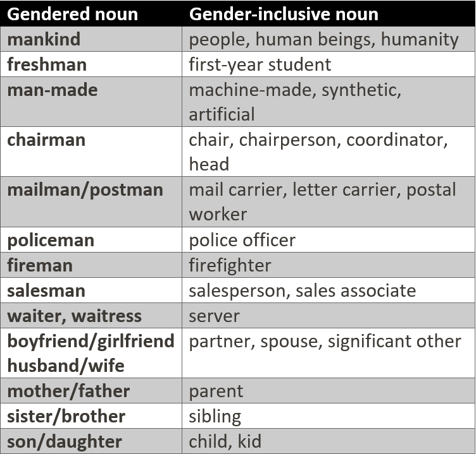 Gendered noun Gender-inclusive noun
mankind people, human beings, humanity
freshman first-year student
man-made machine-made, synthetic,
artificial
chairman chair, chairperson, coordinator,
head
mailman/postman mail carrier, letter carrier, postal
worker
policeman police officer
fireman firefighter
salesman salesperson, sales associate
waiter, waitress server
boyfriend/girlfriend partner, spouse, significant other
husband/wife
mother/father parent
sister/brother sibling
son/daughter child, kid